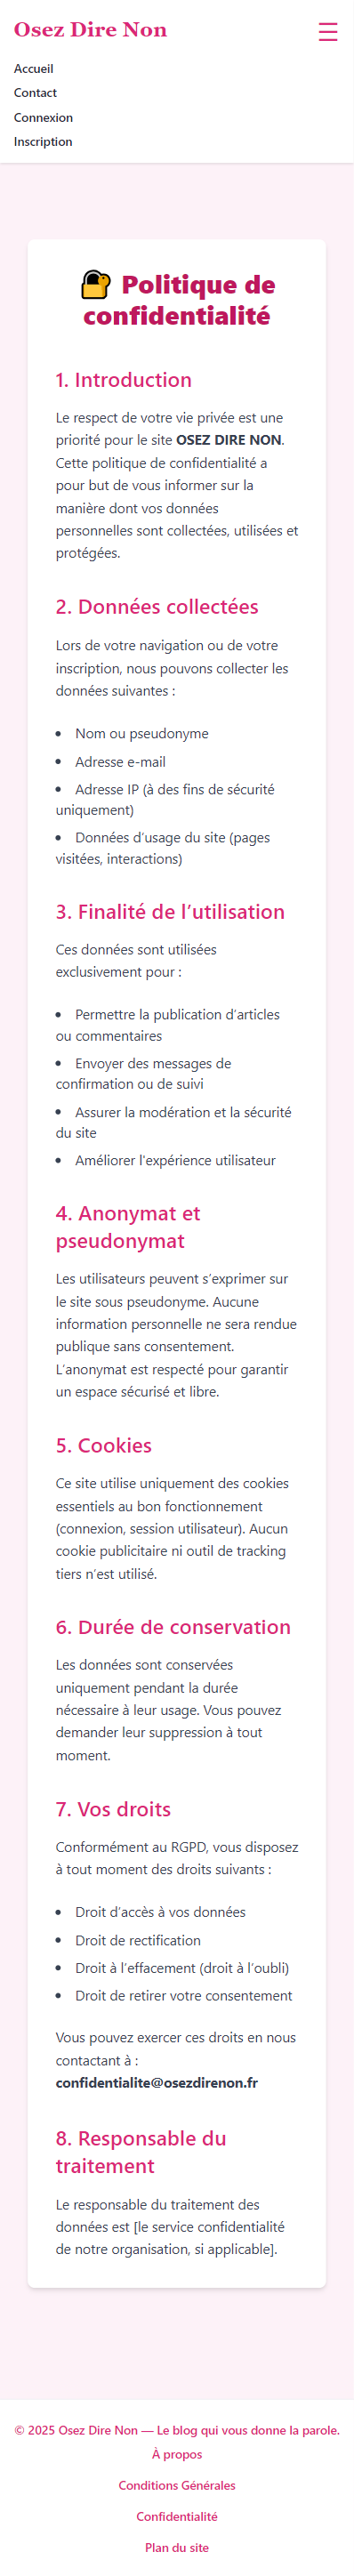 Osez Dire Non
☰
Accueil
Contact
Connexion
Inscription
🔐 Politique de
confidentialité
1. Introduction
Le respect de votre vie privée est une
priorité pour le site OSEZ DIRE NON.
Cette politique de confidentialité a
pour but de vous informer sur la
manière dont vos données
personnelles sont collectées, utilisées et
protégées.
2. Données collectées
Lors de votre navigation ou de votre
inscription, nous pouvons collecter les
données suivantes :
• Nom ou pseudonyme
• Adresse e-mail
• Adresse IP (à des fins de sécurité
uniquement)
• Données d’usage du site (pages
visitées, interactions)
3. Finalité de l’utilisation
Ces données sont utilisées
exclusivement pour :
• Permettre la publication d’articles
ou commentaires
• Envoyer des messages de
confirmation ou de suivi
• Assurer la modération et la sécurité
du site
• Améliorer l’expérience utilisateur
4. Anonymat et
pseudonymat
Les utilisateurs peuvent s’exprimer sur
le site sous pseudonyme. Aucune
information personnelle ne sera rendue
publique sans consentement.
L’anonymat est respecté pour garantir
un espace sécurisé et libre.
5. Cookies
Ce site utilise uniquement des cookies
essentiels au bon fonctionnement
(connexion, session utilisateur). Aucun
cookie publicitaire ni outil de tracking
tiers n’est utilisé.
6. Durée de conservation
Les données sont conservées
uniquement pendant la durée
nécessaire à leur usage. Vous pouvez
demander leur suppression à tout
moment.
7. Vos droits
Conformément au RGPD, vous disposez
à tout moment des droits suivants :
• Droit d’accès à vos données
• Droit de rectification
• Droit à l’effacement (droit à l’oubli)
• Droit de retirer votre consentement
Vous pouvez exercer ces droits en nous
contactant à :
confidentialite@osezdirenon.fr
8. Responsable du
traitement
Le responsable du traitement des
données est [le service confidentialité
de notre organisation, si applicable].
© 2025 Osez Dire Non — Le blog qui vous donne la parole.
À propos
Conditions Générales
Confidentialité
Plan du site